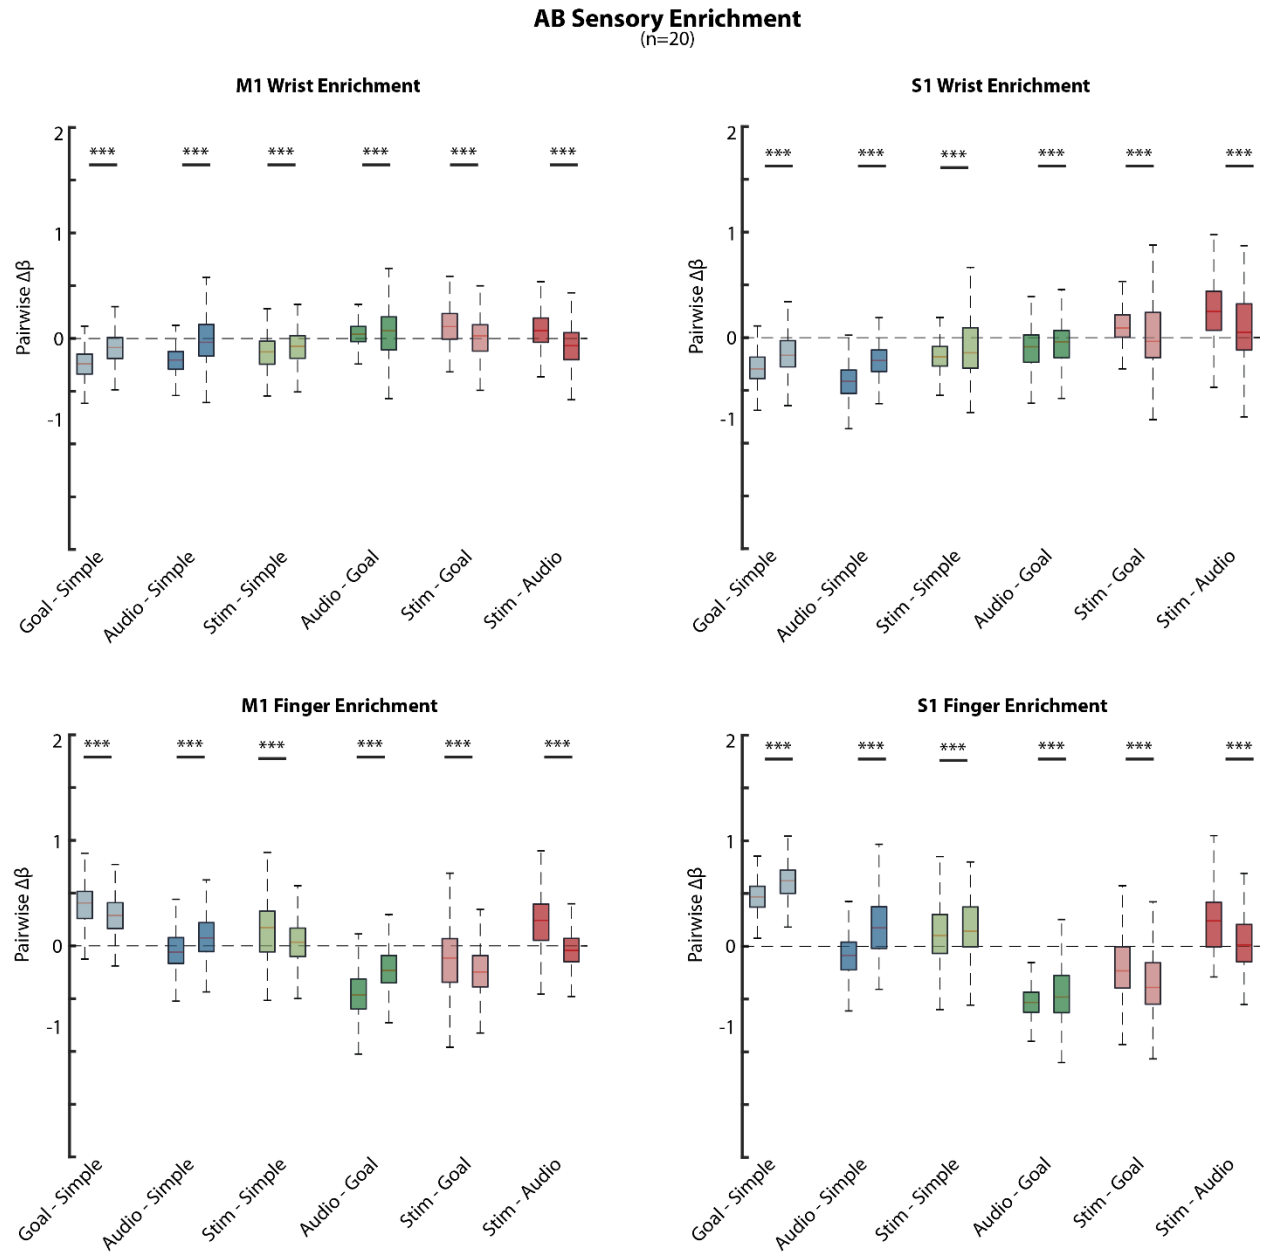 AB Sensory Enrichment
(n=20)
M1 Wrist Enrichment
2
1
0
-1
Pairwise Δβ
*** *** *** *** *** ***
Goal - Simple
Audio - Simple
Stim - Simple
Audio - Goal
Stim - Goal
Stim - Audio
S1 Wrist Enrichment
2
1
0
-1
Pairwise Δβ
*** *** *** *** *** ***
Goal - Simple
Audio - Simple
Stim - Simple
Audio - Goal
Stim - Goal
Stim - Audio
M1 Finger Enrichment
2
1
0
-1
Pairwise Δβ
*** *** *** *** *** ***
Goal - Simple
Audio - Simple
Stim - Simple
Audio - Goal
Stim - Goal
Stim - Audio
S1 Finger Enrichment
2
1
0
-1
Pairwise Δβ
*** *** *** *** *** ***
Goal - Simple
Audio - Simple
Stim - Simple
Audio - Goal
Stim - Goal
Stim - Audio